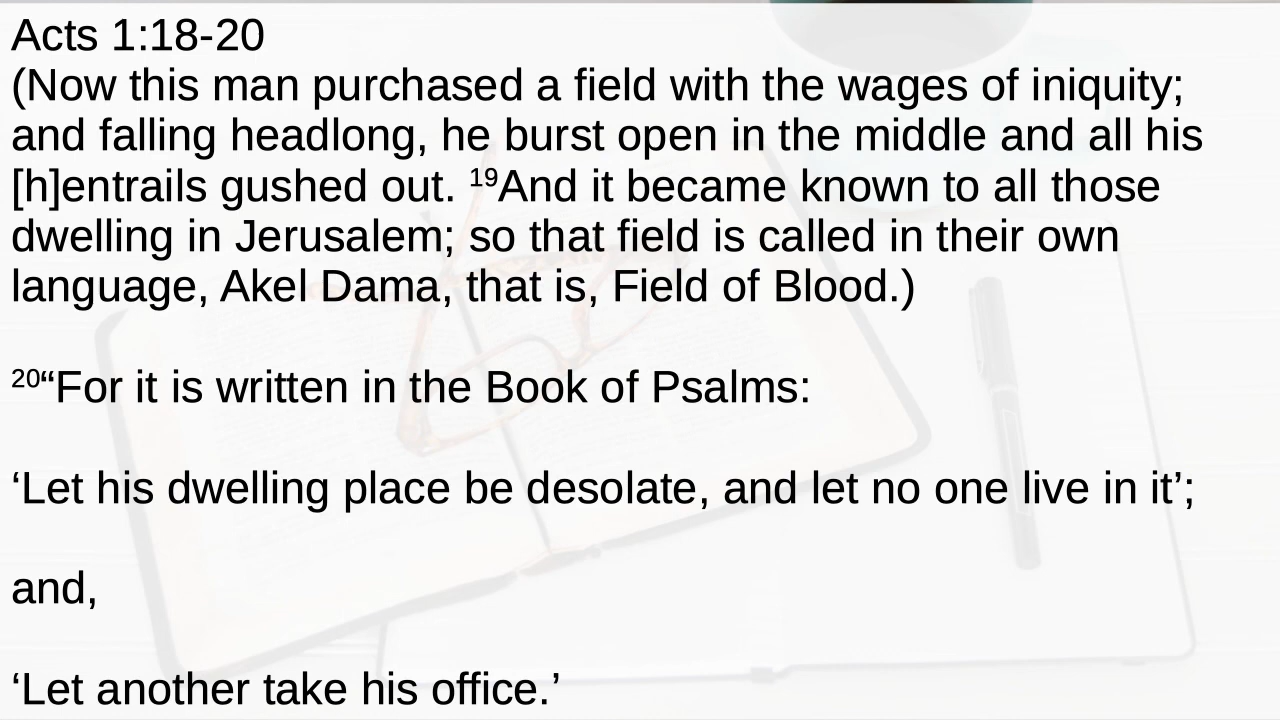 Acts 1:18-20
(Now this man purchased a field with the wages of iniquity;
and falling headlong, he burst open in the middle and all his
[h]entrails gushed out. ¹⁹And it became known to all those
dwelling in Jerusalem; so that field is called in their own
language, Akel Dama, that is, Field of Blood.)
²⁰“For it is written in the Book of Psalms:
‘Let his dwelling place be desolate, and let no one live in it’;
and,
‘Let another take his office.’